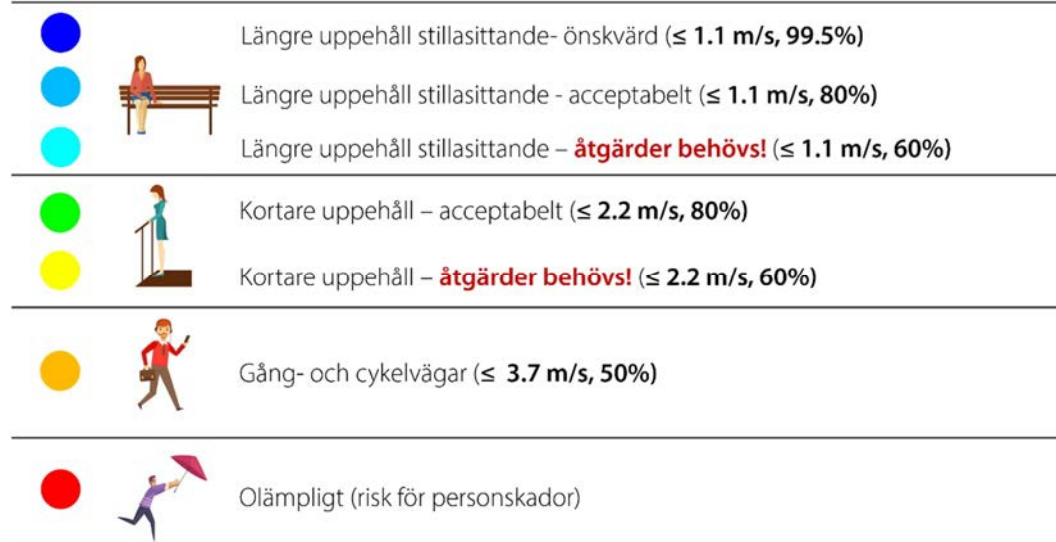 Längre uppehåll stillasittande- önskvärd (≤ 1.1 m/s, 99.5%)
Längre uppehåll stillasittande - acceptabelt (≤ 1.1 m/s, 80%)
Längre uppehåll stillasittande – åtgärder behövs! (≤ 1.1 m/s, 60%)
Kortare uppehåll – acceptabelt (≤ 2.2 m/s, 80%)
Kortare uppehåll – åtgärder behövs! (≤ 2.2 m/s, 60%)
Gång- och cykelvägar (≤ 3.7 m/s, 50%)
Olämpligt (risk för personskador)